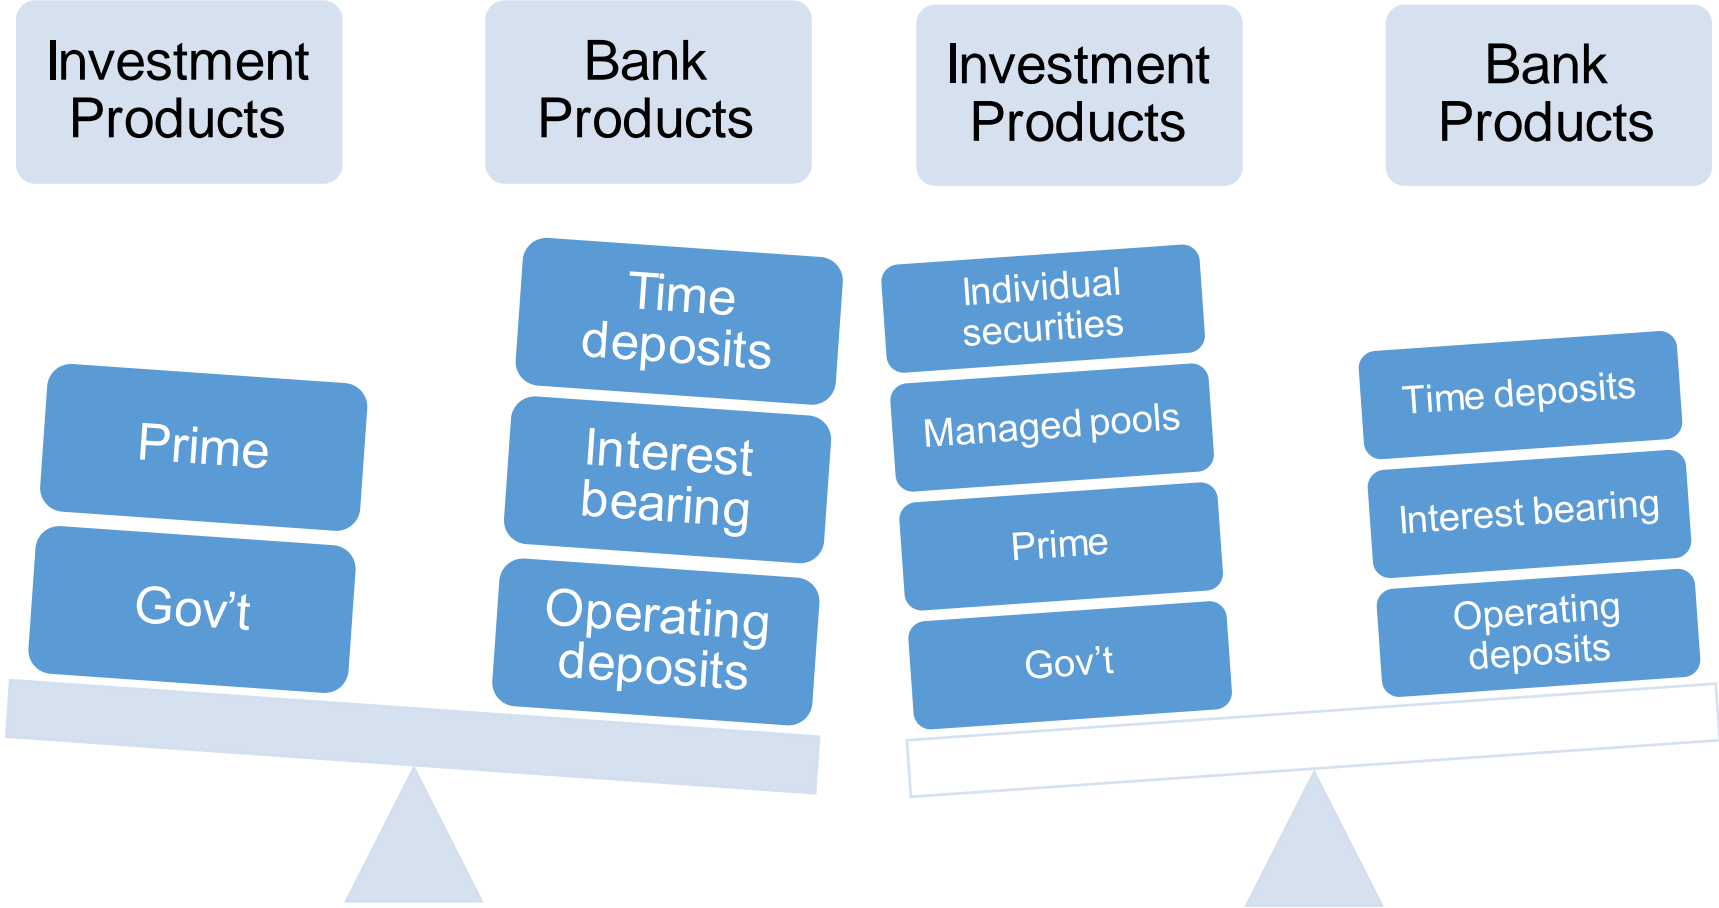 Investment
Products
Bank
Products
Prime
Gov’t
Time
deposits
Interest
bearing
Operating
deposits
Investment
Products
Bank
Products
Individual
securities
Managed pools
Prime
Gov’t
Time deposits
Interest bearing
Operating
deposits